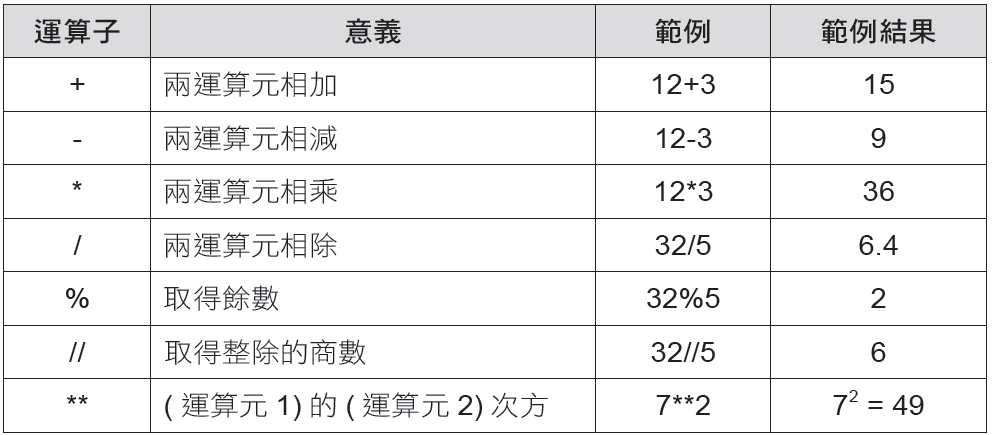 運算子 意義 範例 範例結果
+ 兩運算元相加 12+3 15
- 兩運算元相減 12-3 9
* 兩運算元相乘 12*3 36
/ 兩運算元相除 32/5 6.4
% 取得餘數 32%5 2
// 取得整除的商數 32//5 6
** ( 運算元 1) 的 ( 運算元 2) 次方 7**2 7² = 49